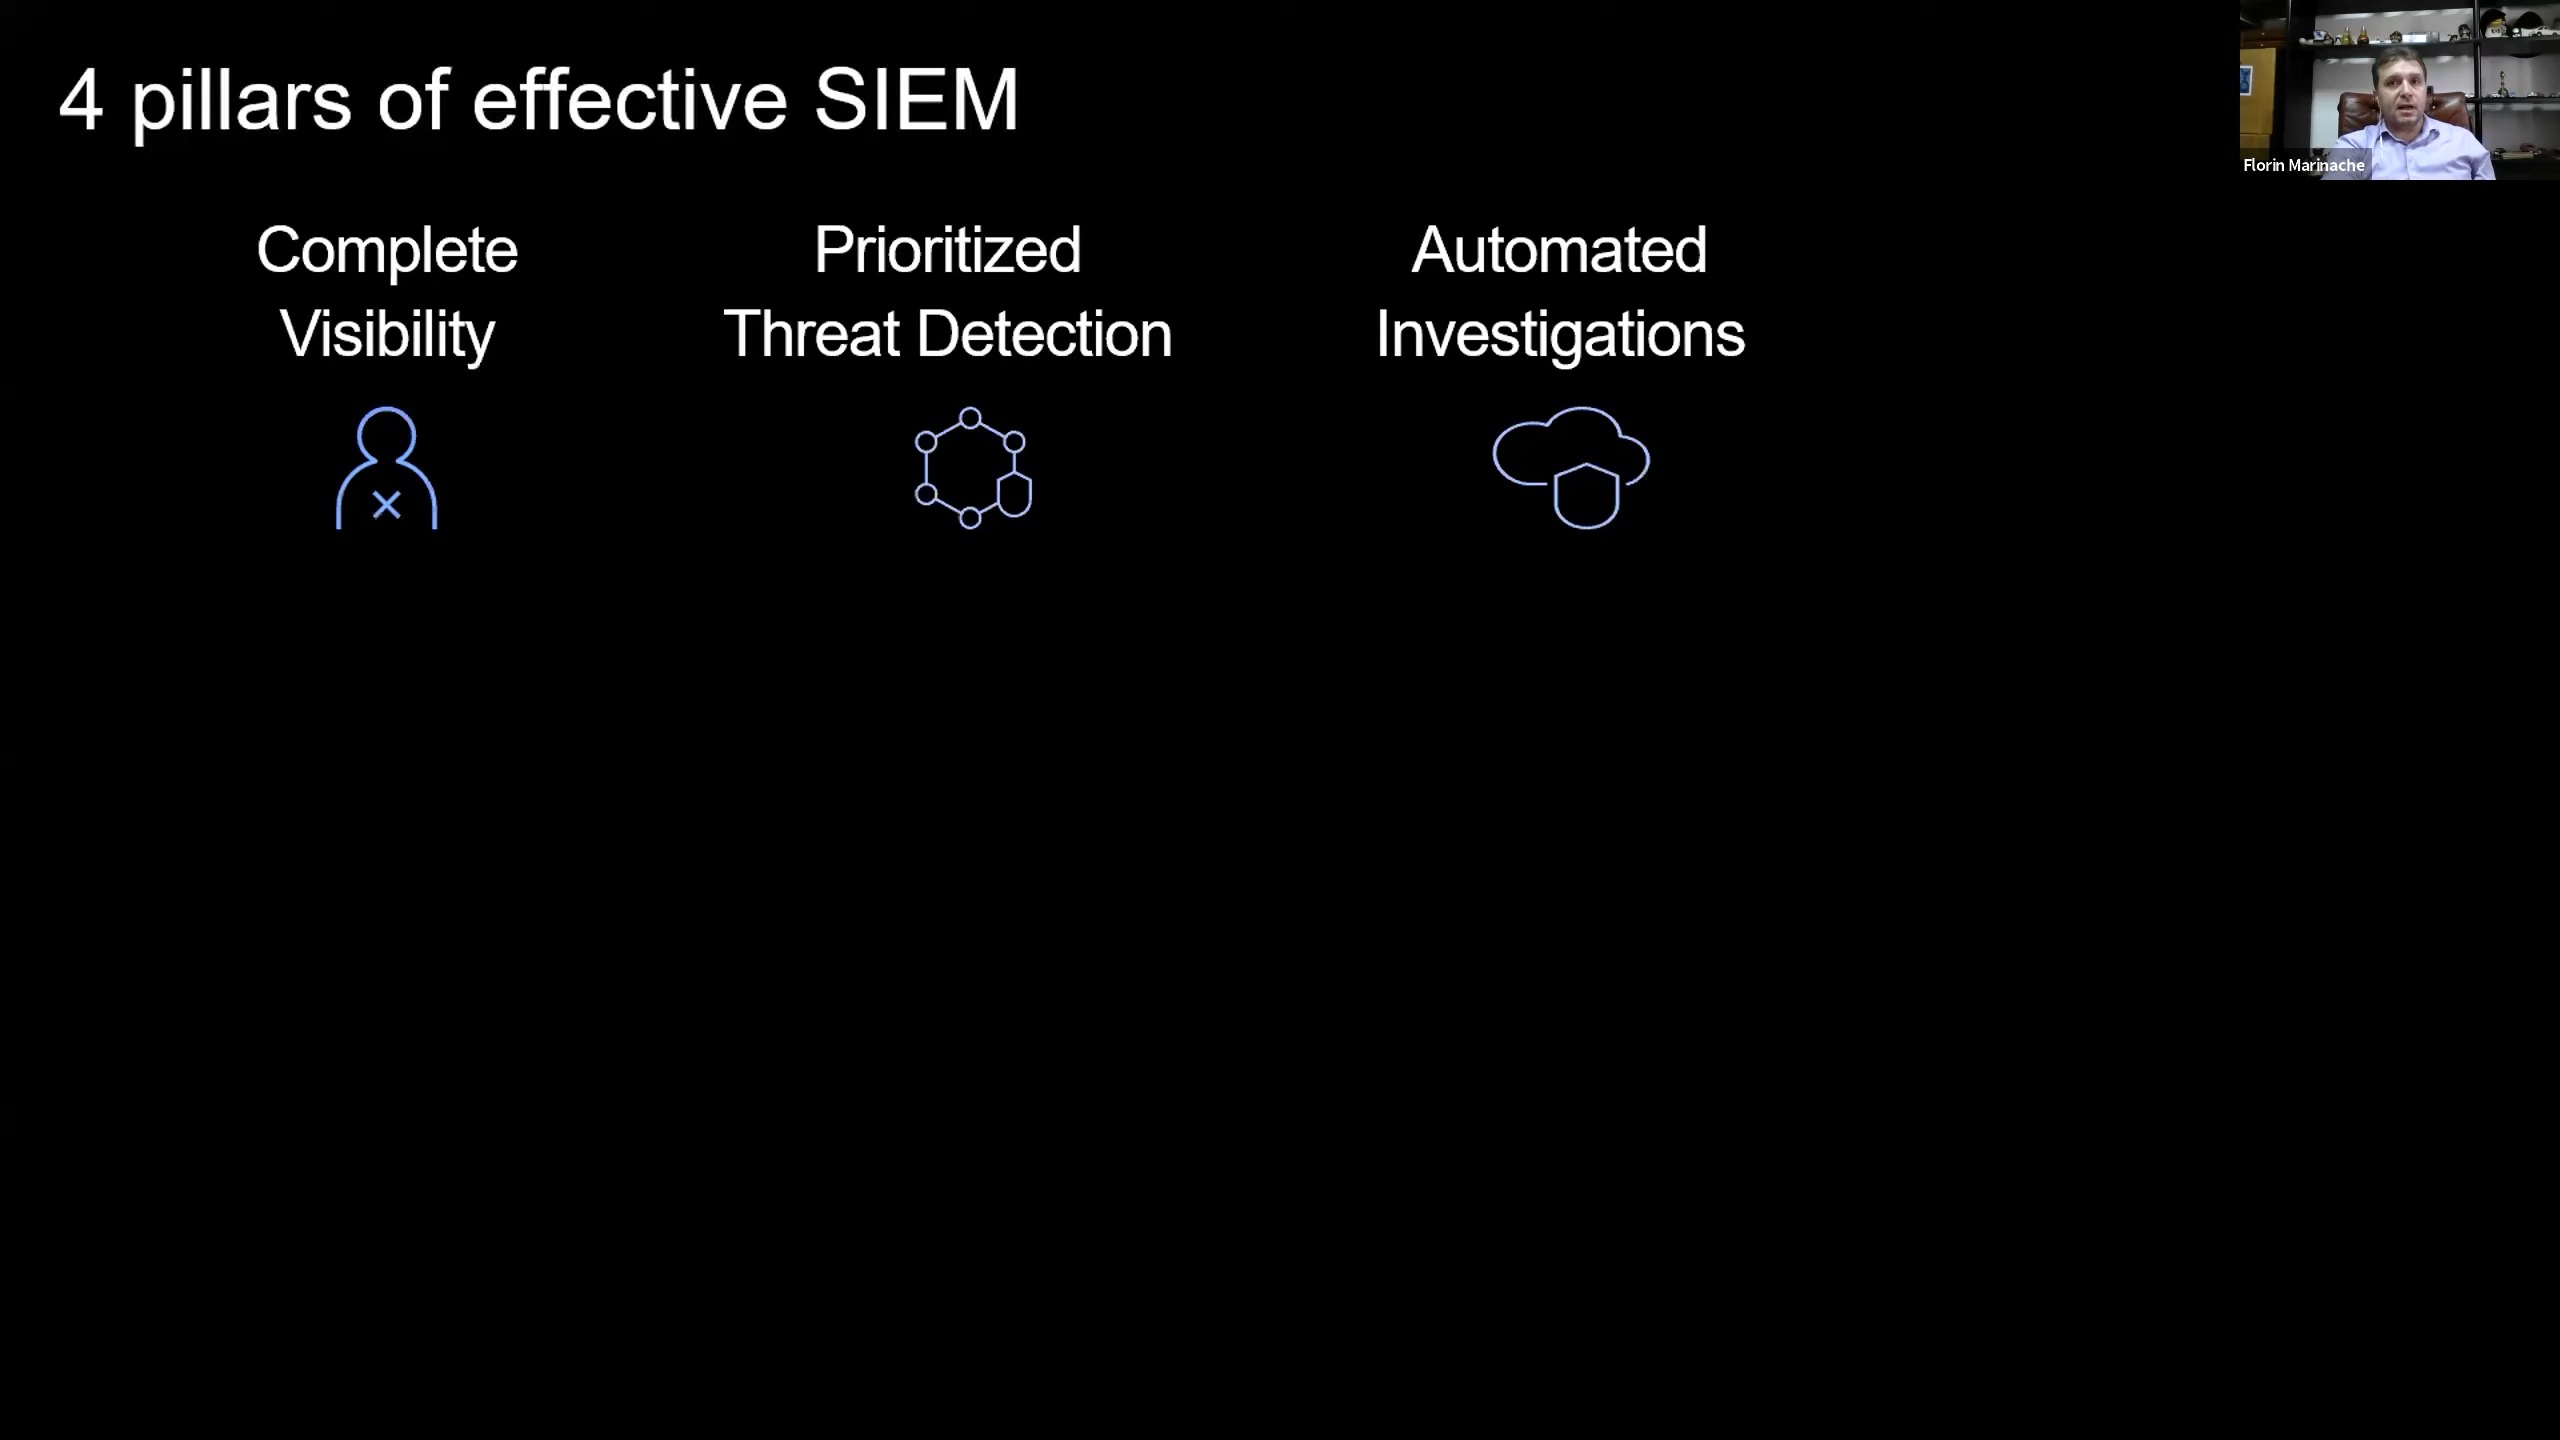 4 pillars of effective SIEM
Florin Marinache
Complete
Visibility
Prioritized
Threat Detection
Automated
Investigations